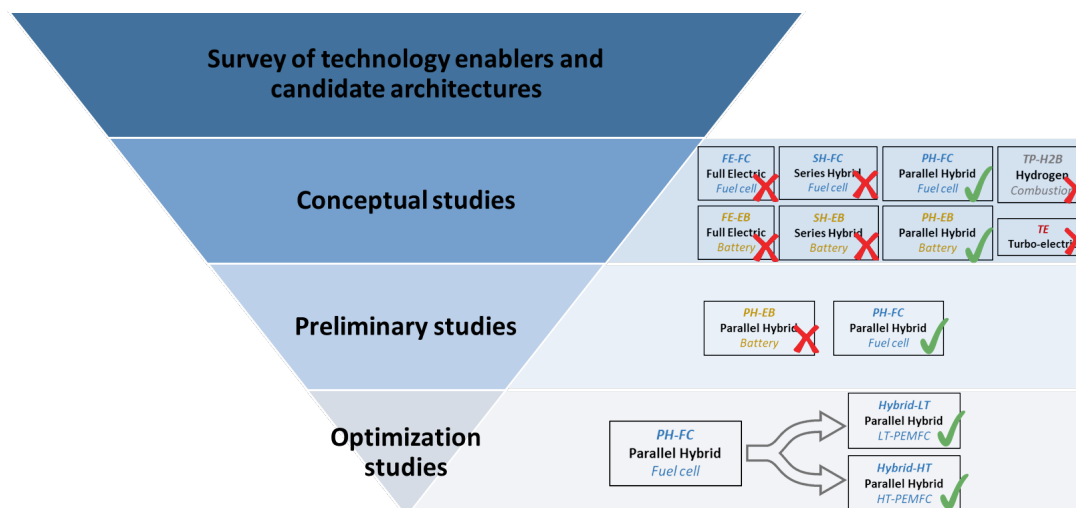 Survey of technology enablers and
candidate architectures
Conceptual studies
FE-FC
Full Electric
Fuel cell
SH-FC
Series Hybrid
Fuel cell
PH-FC
Parallel Hybrid
Fuel cell
TP-H2B
Hydrogen
Combustion
FE-EB
Full Electric
Battery
SH-EB
Series Hybrid
Battery
PH-EB
Parallel Hybrid
Battery
TE
Turbo-electric
Preliminary studies
PH-EB
Parallel Hybrid
Battery
PH-FC
Parallel Hybrid
Fuel cell
Optimization
studies
PH-FC
Parallel Hybrid
Fuel cell
Hybrid-LT
Parallel Hybrid
LT-PEMFC
Hybrid-HT
Parallel Hybrid
HT-PEMFC